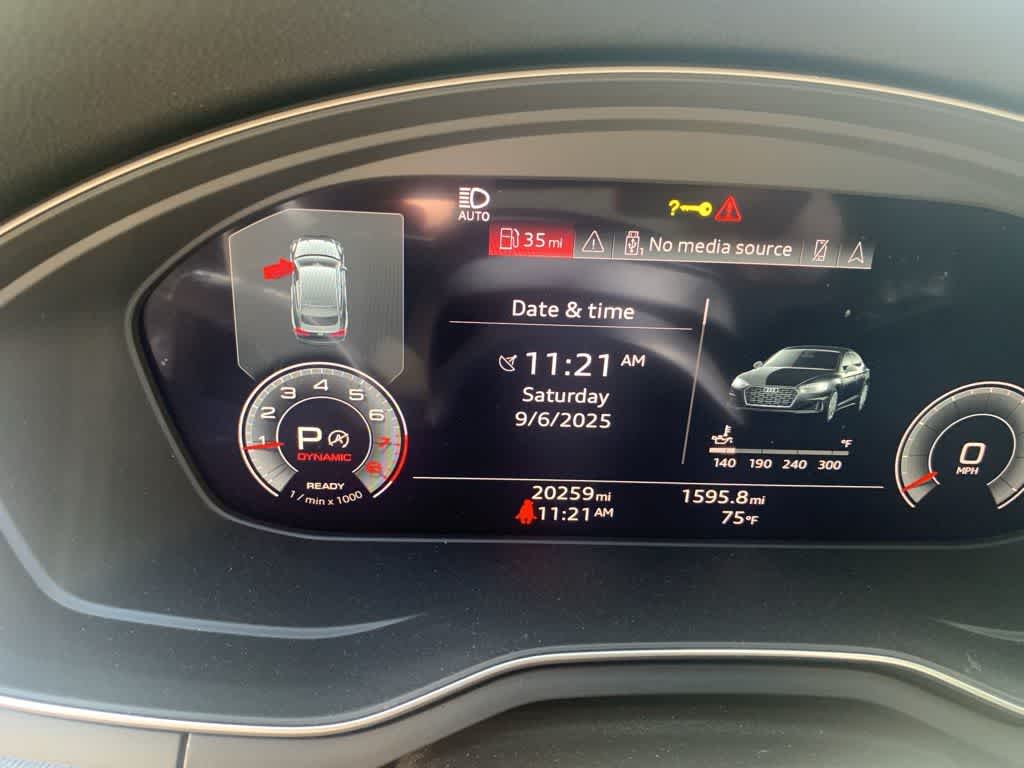 AUTO
?
35 mi
1
No media source
Date & time
11:21 AM
Saturday
9/6/2025
1 2 3 4 5 6 7 8
P
DYNAMIC
READY
1 / min x 1000
°F
140 190 240 300
0
MPH
20259 mi
1595.8 mi
11:21 AM
75°F